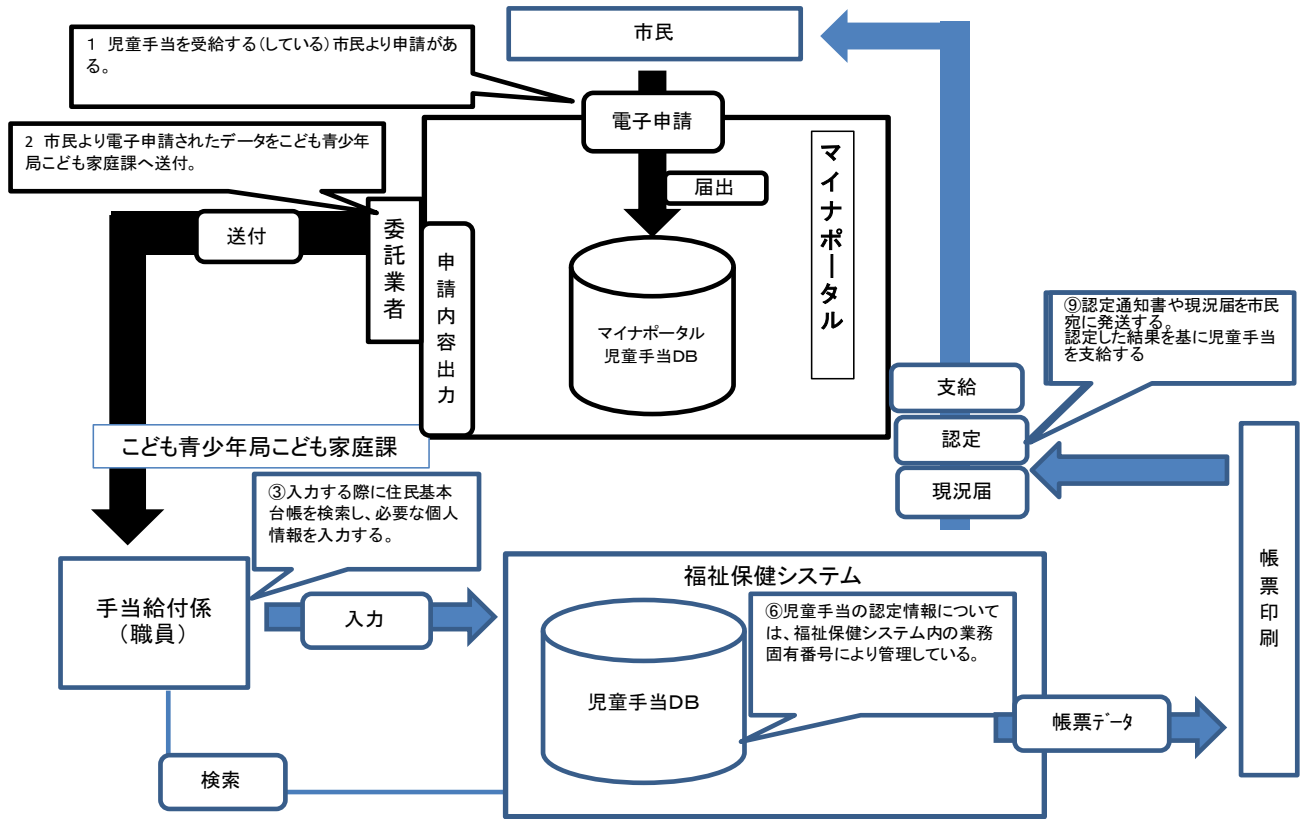 市民
1 児童手当を受給する(している)市民より申請があ
る。
電子申請
2 市民より電子申請されたデータをこども青少年
局こども家庭課へ送付。
マイナポータル
届出
委託業者
送付
申請内容出力
マイナポータル
児童手当DB
⑨認定通知書や現況届を市民
宛に発送する。
認定した結果を基に児童手当
を支給する
支給
認定
現況届
こども青少年局こども家庭課
③入力する際に住民基本
台帳を検索し、必要な個人
情報を入力する。
帳票印刷
手当給付係
(職員)
入力
福祉保健システム
⑥児童手当の認定情報について
は、福祉保健システム内の業務
固有番号により管理している。
児童手当DB
帳票データ
検索